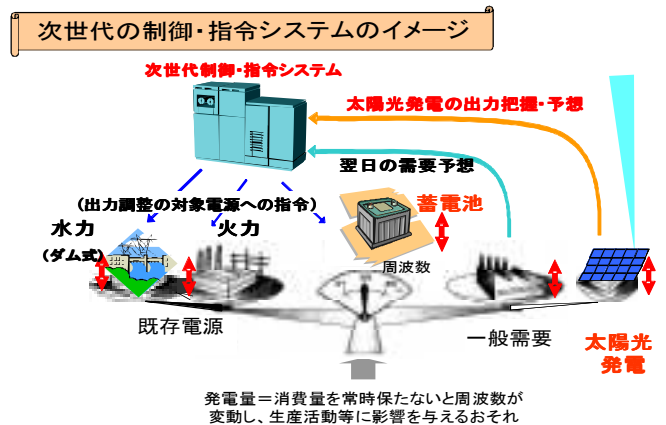 次世代の制御・指令システムのイメージ
次世代制御・指令システム
太陽光発電の出力把握・予想
翌日の需要予想
(出力調整の対象電源への指令)
水力
(ダム式)
火力
蓄電池
周波数
既存電源
一般需要
太陽光
発電
発電量＝消費量を常時保たないと周波数が
変動し、生産活動等に影響を与えるおそれ